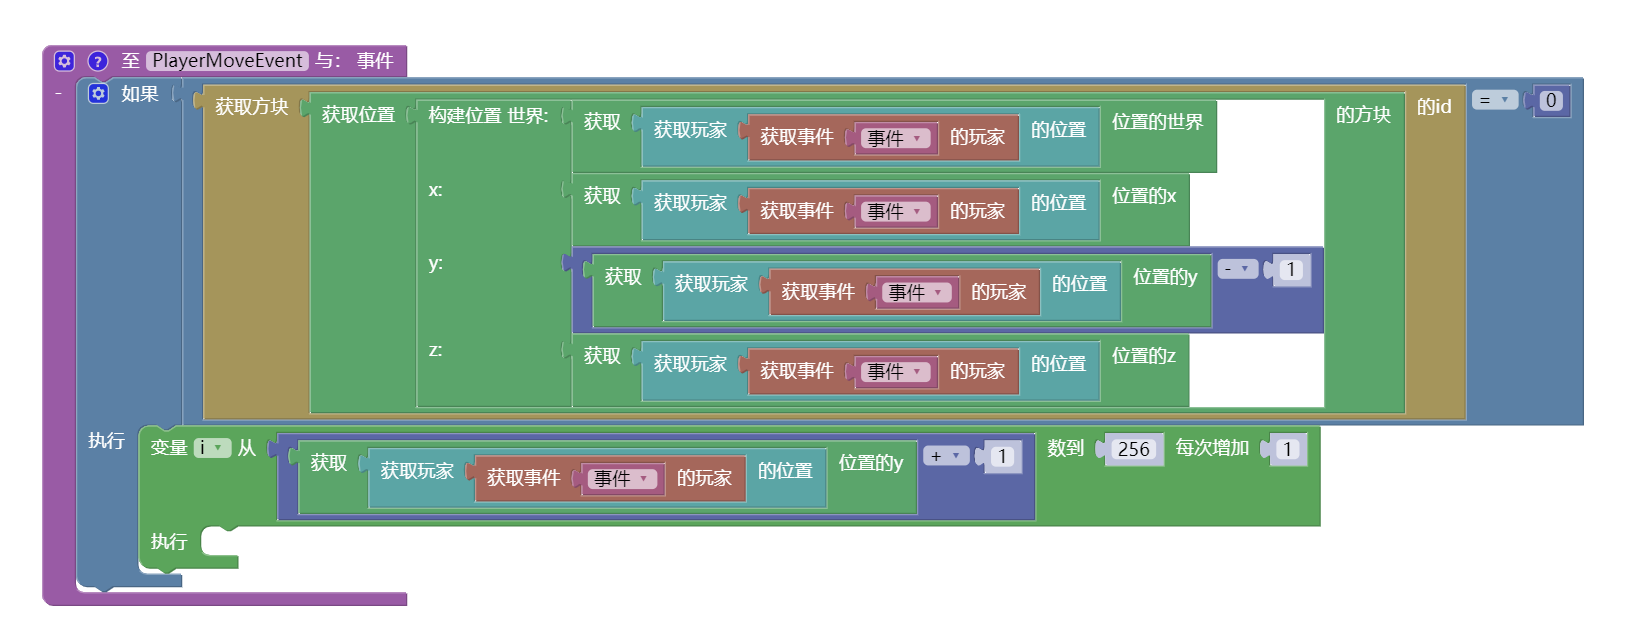 ? 至 PlayerMoveEvent 与： 事件
- 如果 获取方块 获取位置 构建位置 世界: 获取 获取玩家 获取事件 事件 的玩家 的位置 位置的世界 的方块 的id = 0
x: 获取 获取玩家 获取事件 事件 的玩家 的位置 位置的x
y: 获取 获取玩家 获取事件 事件 的玩家 的位置 位置的y - 1
z: 获取 获取玩家 获取事件 事件 的玩家 的位置 位置的z
执行 变量 i 从 获取 获取玩家 获取事件 事件 的玩家 的位置 位置的y + 1 数到 256 每次增加 1
执行